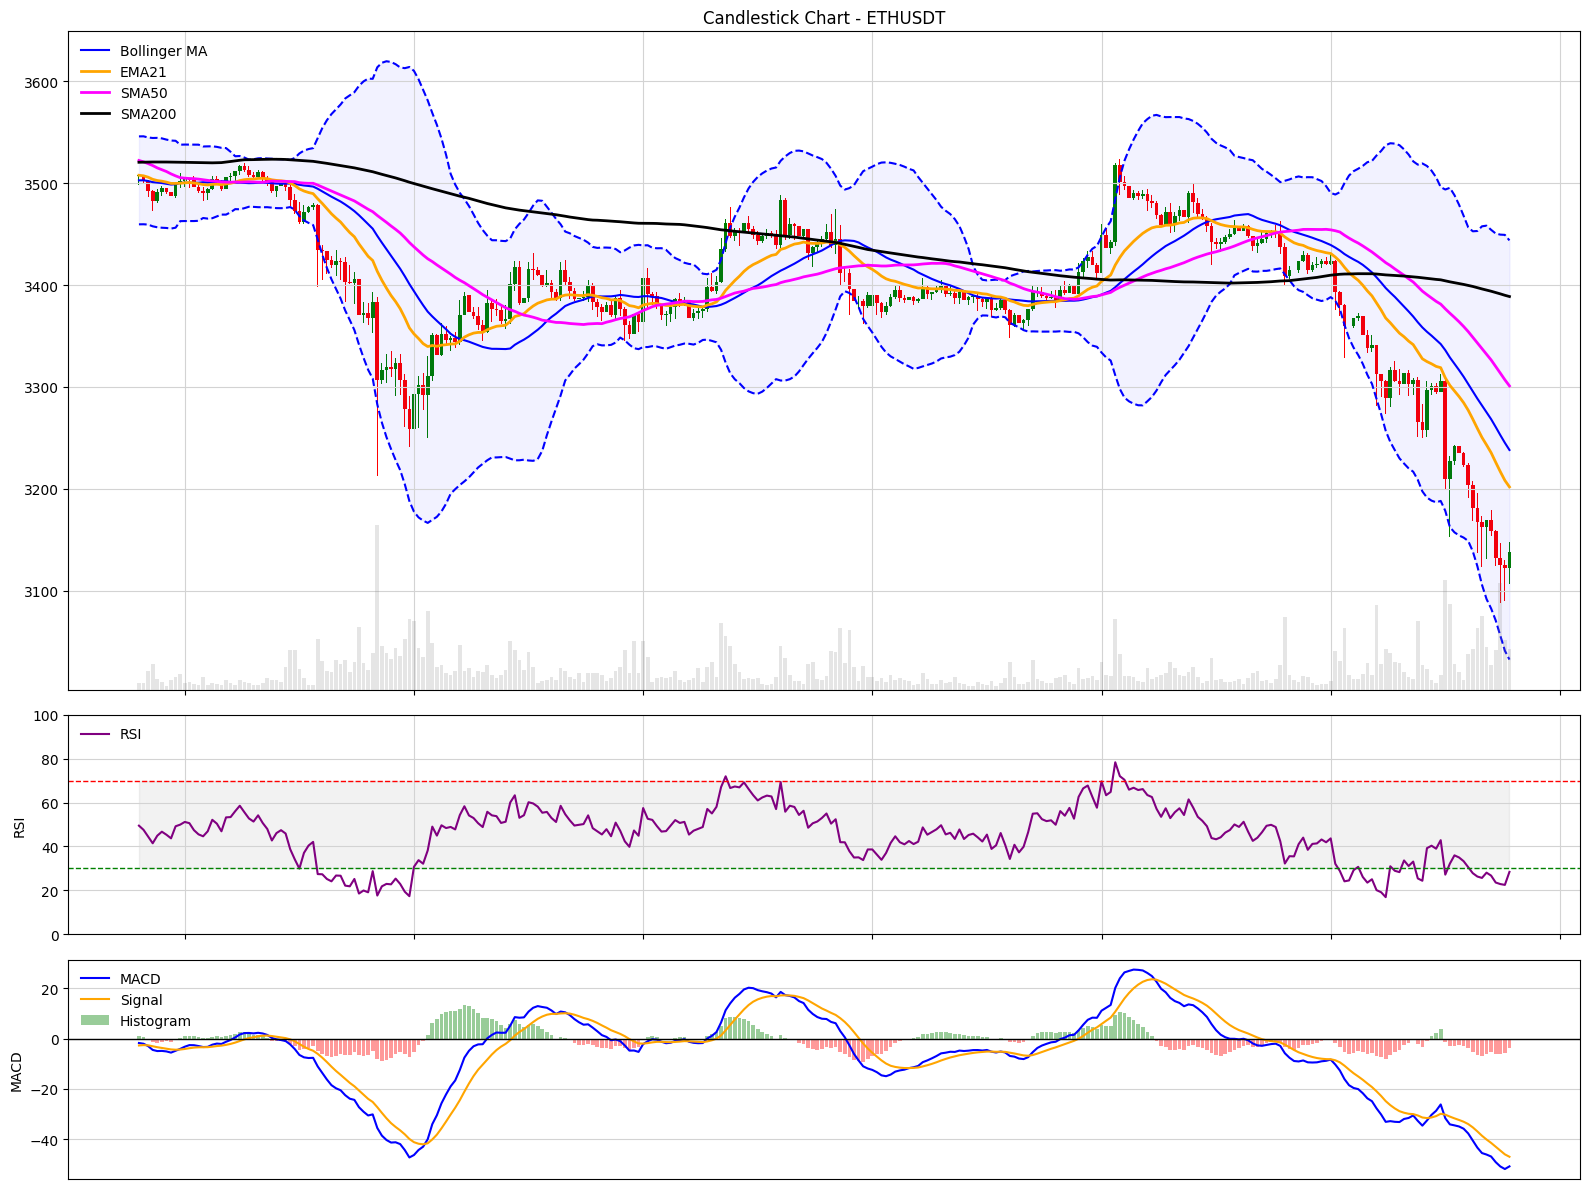 Candlestick Chart - ETHUSDT
Bollinger MA
EMA21
SMA50
SMA200
3600
3500
3400
3300
3200
3100
RSI
100
80
60
40
20
0
RSI
MACD
Signal
Histogram
20
0
−20
−40
MACD